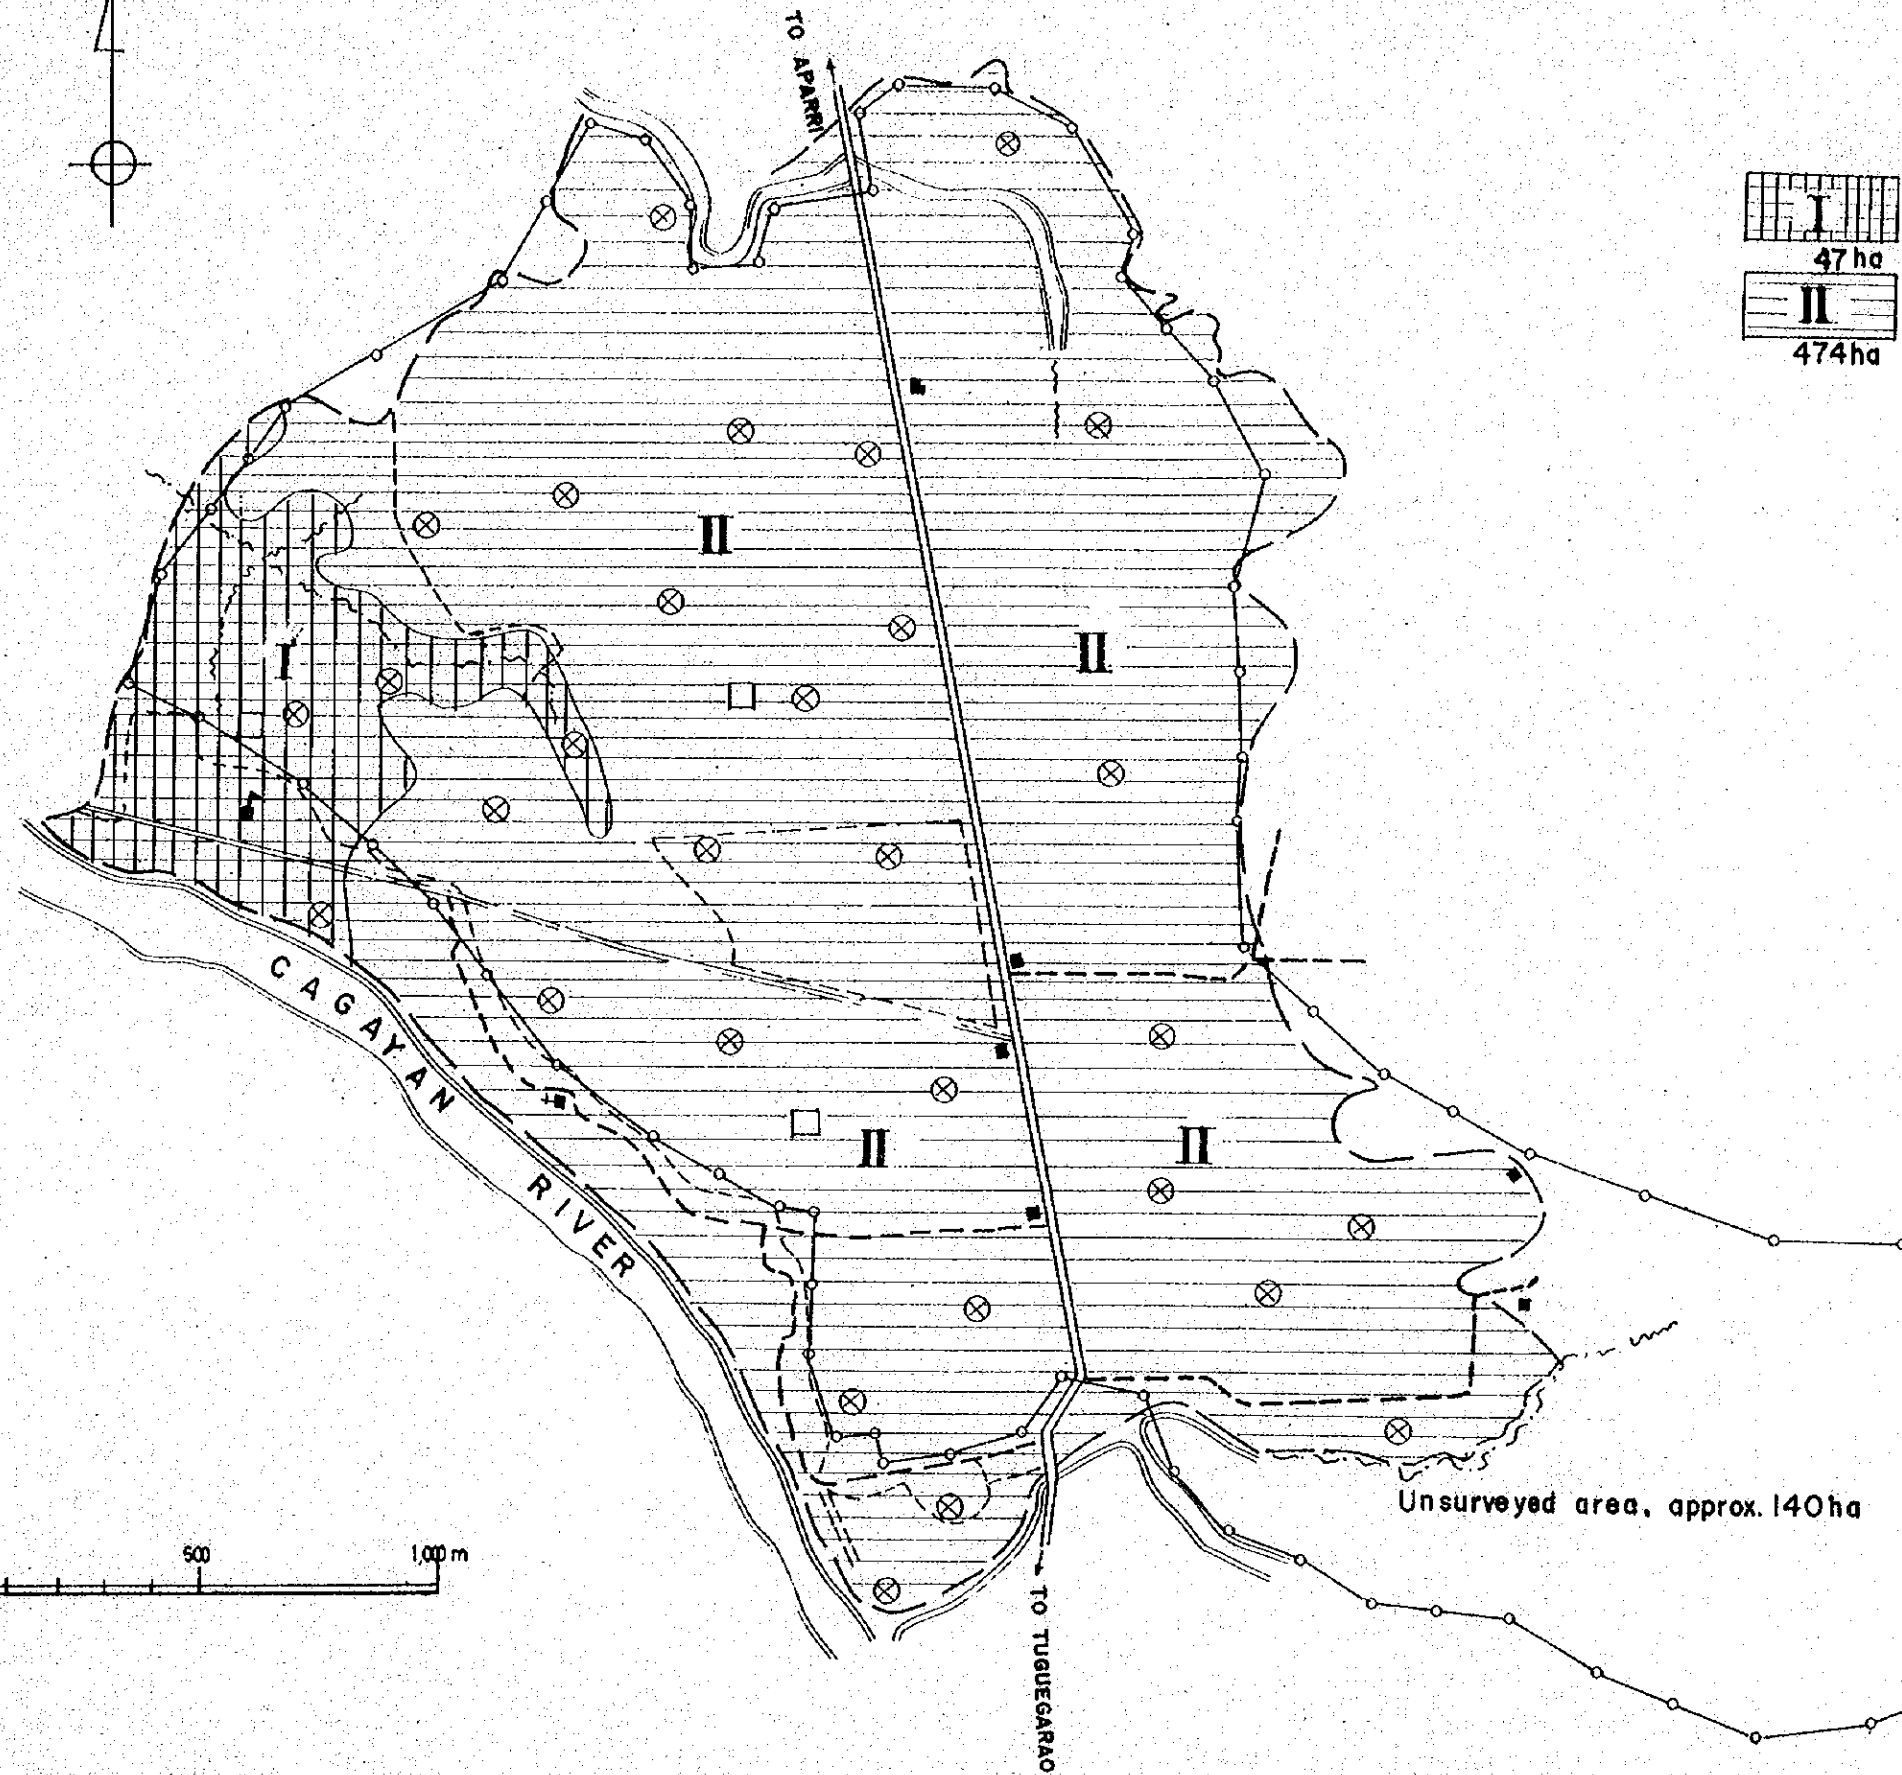 TO APARRI
I
47 ha
II
474 ha
II
II
I
CAGAYAN RIVER
II
II
Unsurveyed area, approx. 140 ha
500
1,000 m
TO TUGUEGARAO